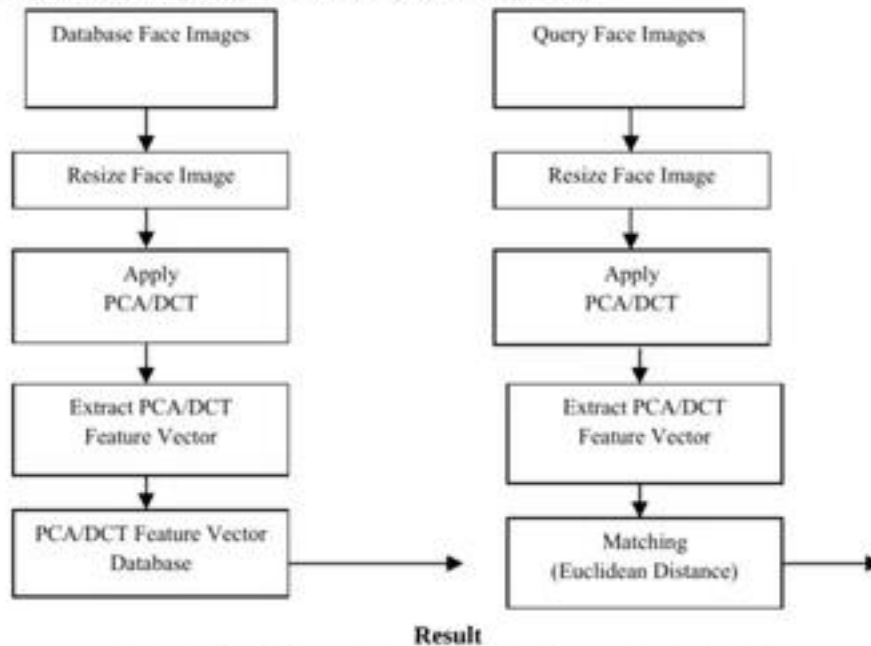 Database Face Images
Resize Face Image
Apply
PCA/DCT
Extract PCA/DCT
Feature Vector
PCA/DCT Feature Vector
Database
Query Face Images
Resize Face Image
Apply
PCA/DCT
Extract PCA/DCT
Feature Vector
Matching
(Euclidean Distance)
Result